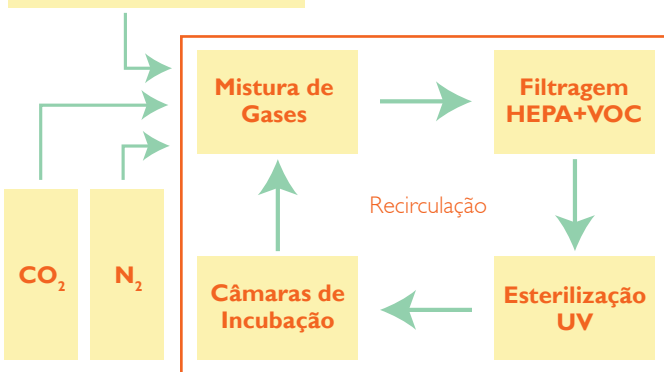 Mistura de
Gases
Filtragem
HEPA+VOC
Recirculação
CO₂
N₂
Câmaras de
Incubação
Esterilização
UV